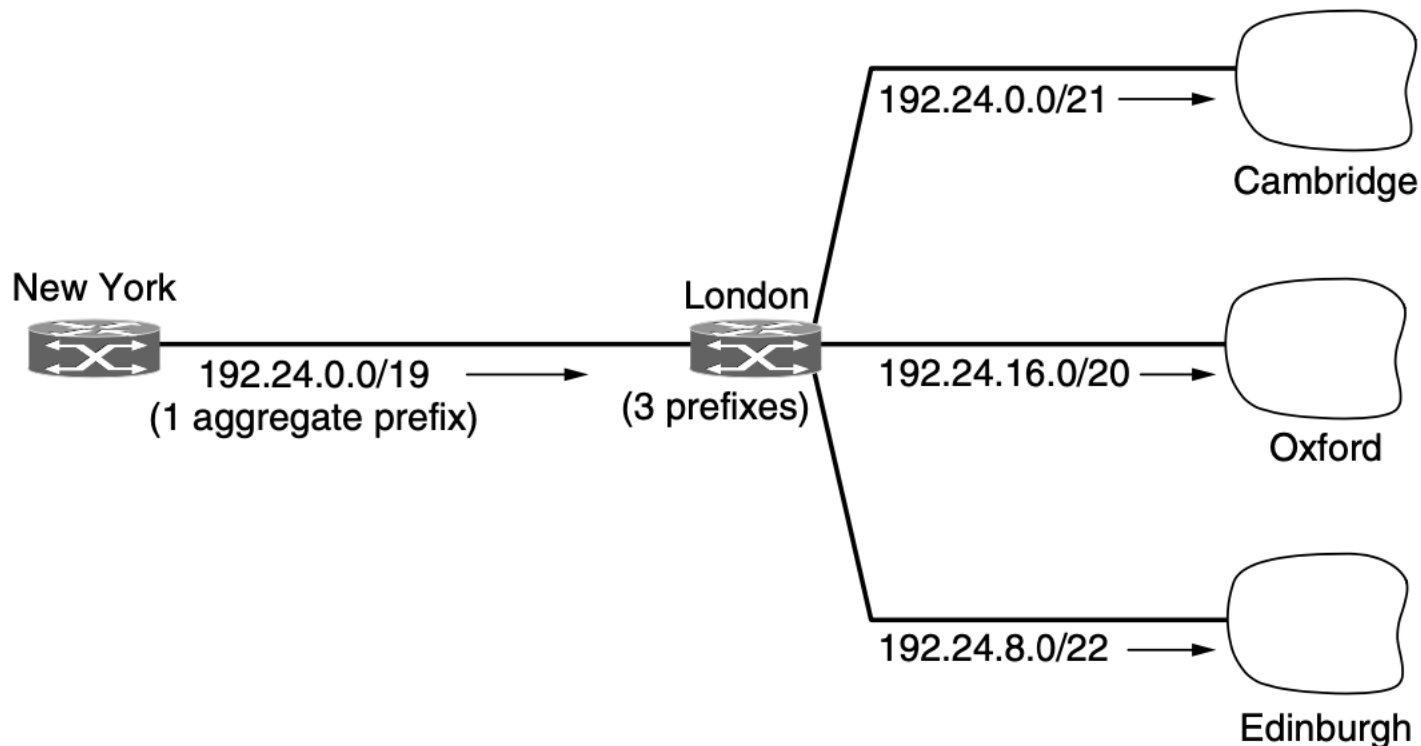 192.24.0.0/21
Cambridge
New York
London
192.24.0.0/19
(1 aggregate prefix)
(3 prefixes)
192.24.16.0/20
Oxford
192.24.8.0/22
Edinburgh